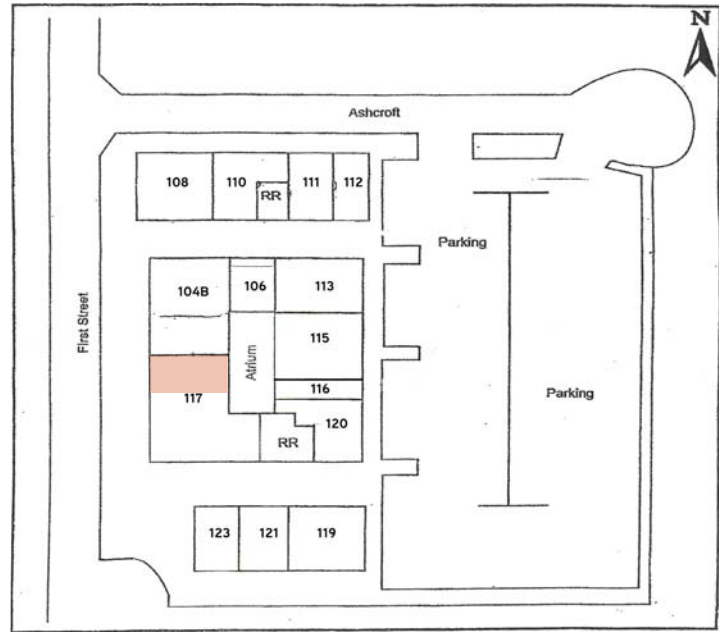 N
Ashcroft
108
110
RR
111
112
Parking
First Street
104B
106
113
Atrium
115
116
117
120
RR
Parking
123
121
119